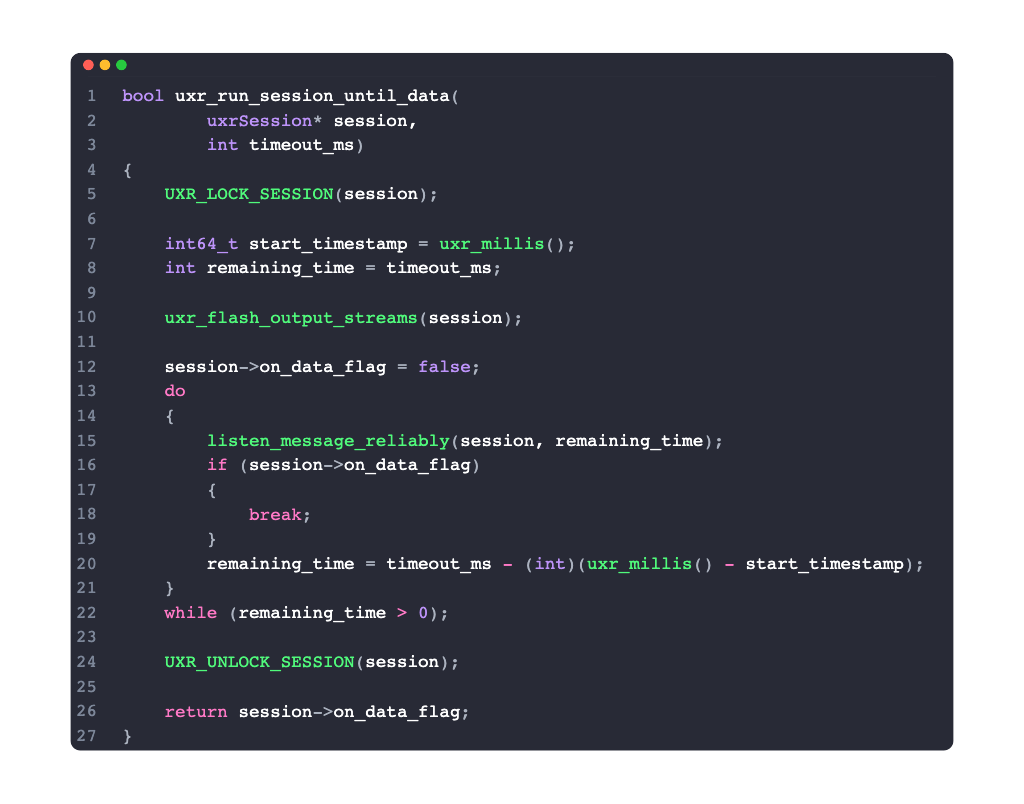 1 bool uxr_run_session_until_data(
2 uxrSession* session,
3 int timeout_ms)
4 {
5 UXR_LOCK_SESSION(session);
6
7 int64_t start_timestamp = uxr_millis();
8 int remaining_time = timeout_ms;
9
10 uxr_flash_output_streams(session);
11
12 session->on_data_flag = false;
13 do
14 {
15 listen_message_reliably(session, remaining_time);
16 if (session->on_data_flag)
17 {
18 break;
19 }
20 remaining_time = timeout_ms - (int)(uxr_millis() - start_timestamp);
21 }
22 while (remaining_time > 0);
23
24 UXR_UNLOCK_SESSION(session);
25
26 return session->on_data_flag;
27 }